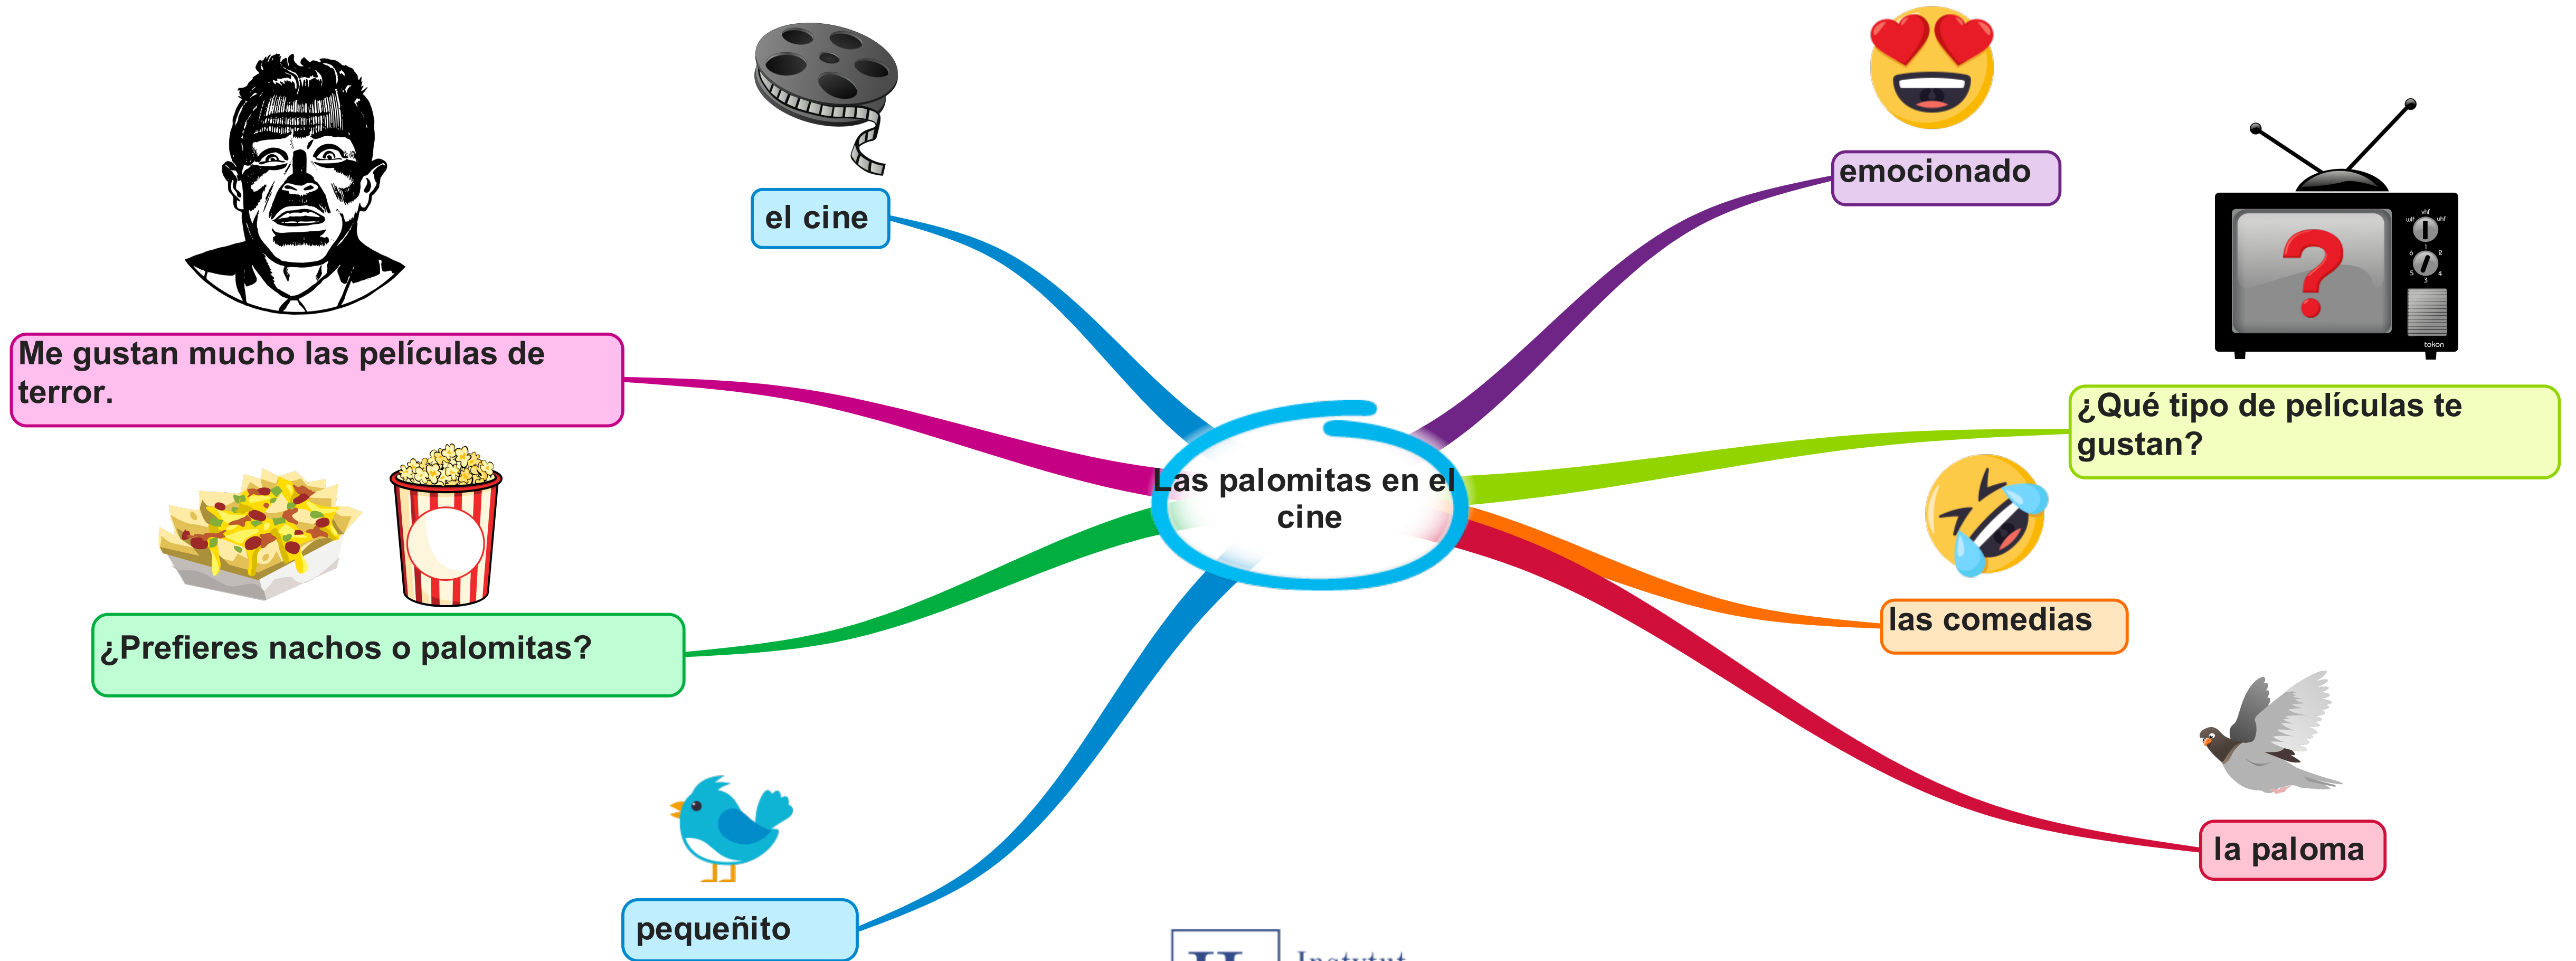 el cine
emocionado
Me gustan mucho las películas de
terror.
¿Qué tipo de películas te
gustan?
Las palomitas en el
cine
¿Prefieres nachos o palomitas?
las comedias
la paloma
pequeñito
tokon